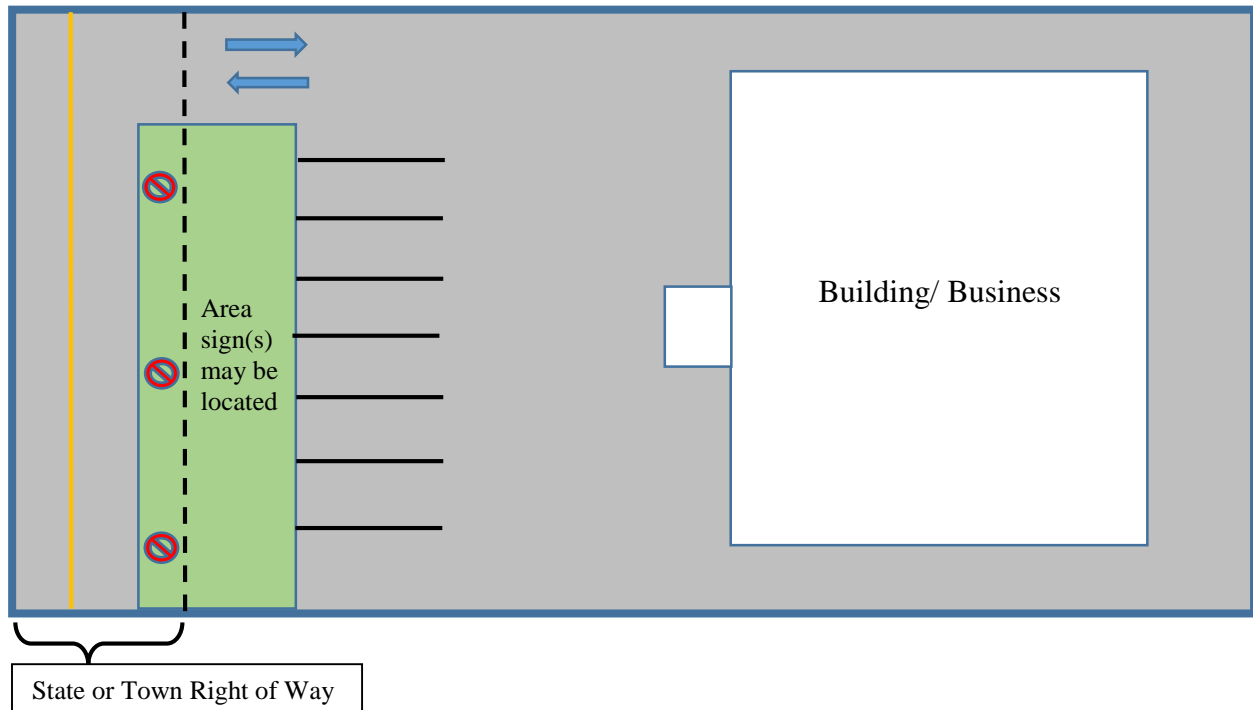 Area
sign(s)
may be
located
Building/ Business
State or Town Right of Way